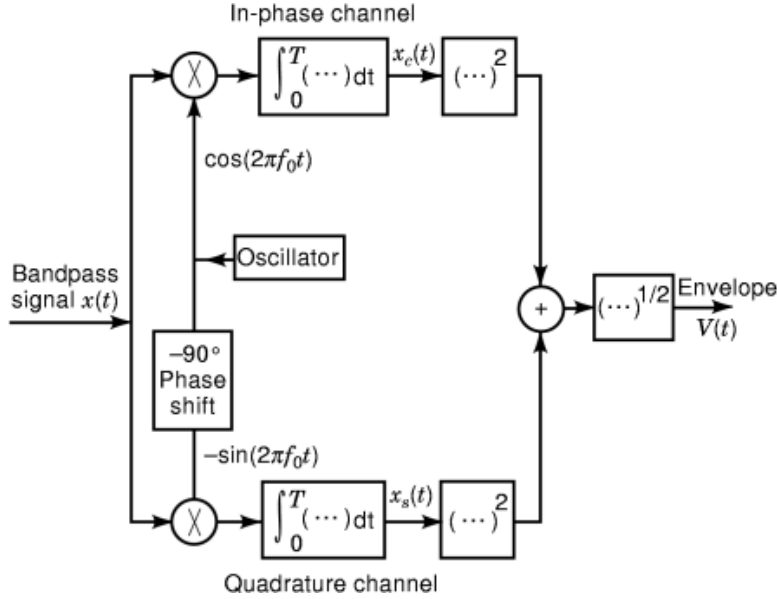 In-phase channel
∫₀ᵀ(⋯)dt
x_c(t)
(⋯)²
cos(2πf₀t)
Oscillator
Bandpass
signal x(t)
−90°
Phase
shift
−sin(2πf₀t)
∫₀ᵀ(⋯)dt
x_s(t)
(⋯)²
Quadrature channel
+
(⋯)^1/2
Envelope
V(t)